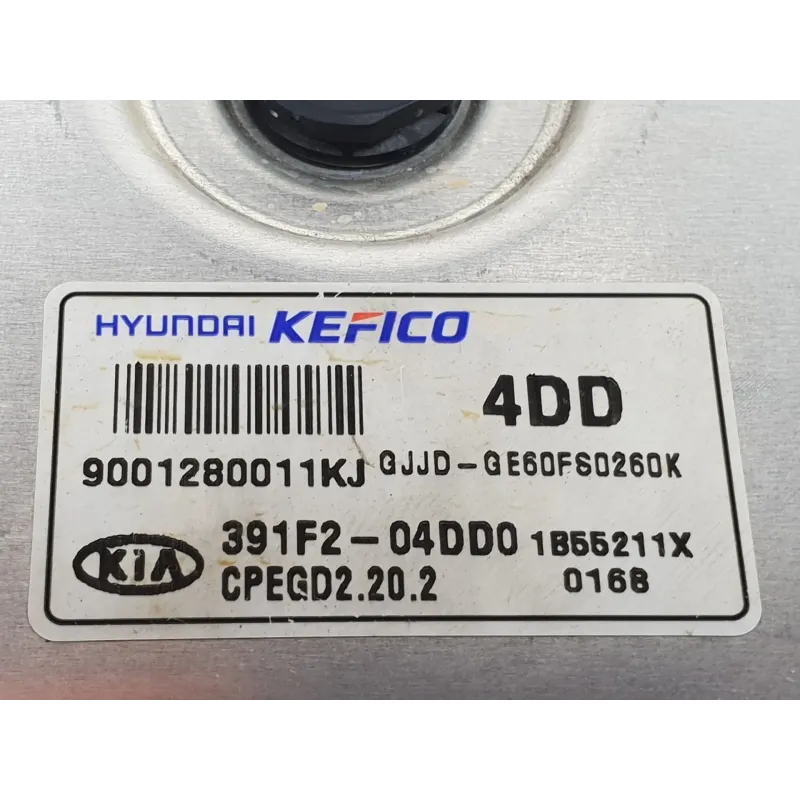 HYUNDAI KEFICO
4DD
9001280011KJ GJJD-GE60FS0260K
KIA 391F2-04DD0 1B55211X
CPEGD2.20.2 0168